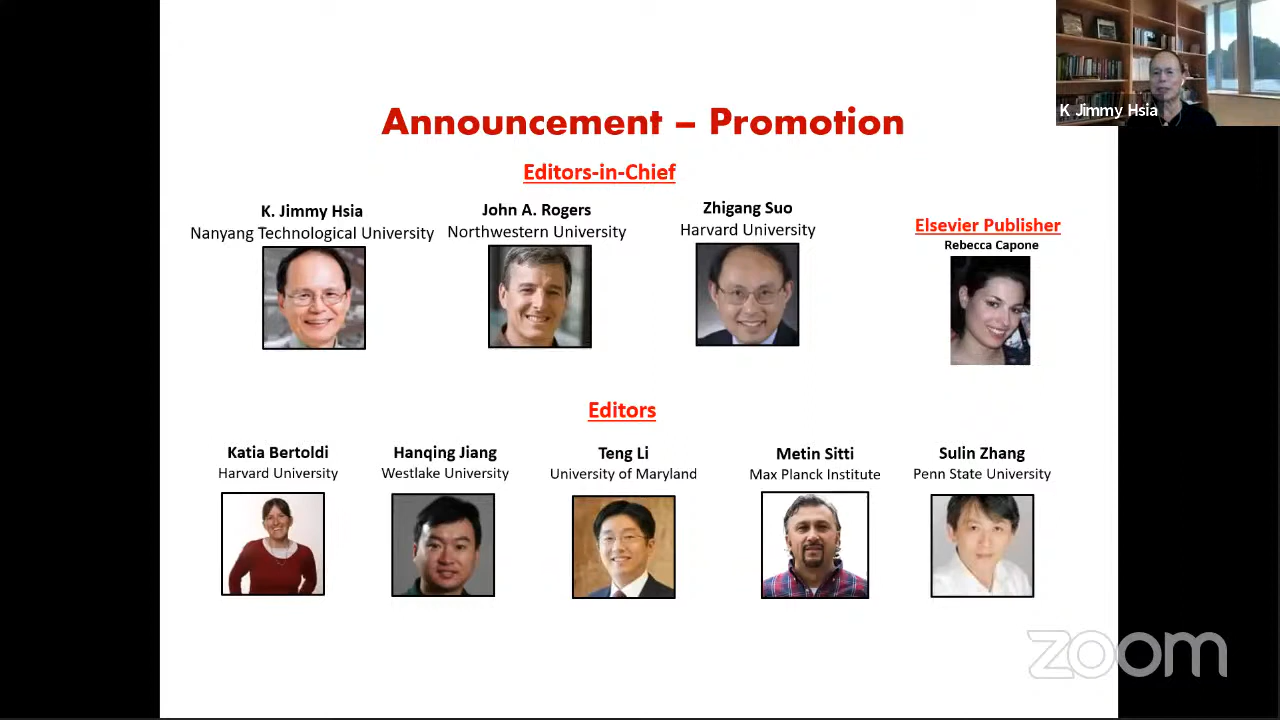 Announcement – Promotion
K Jimmy Hsia
Editors-in-Chief
K. Jimmy Hsia
Nanyang Technological University
John A. Rogers
Northwestern University
Zhigang Suo
Harvard University
Elsevier Publisher
Rebecca Capone
Editors
Katia Bertoldi
Harvard University
Hanqing Jiang
Westlake University
Teng Li
University of Maryland
Metin Sitti
Max Planck Institute
Sulin Zhang
Penn State University
zoom